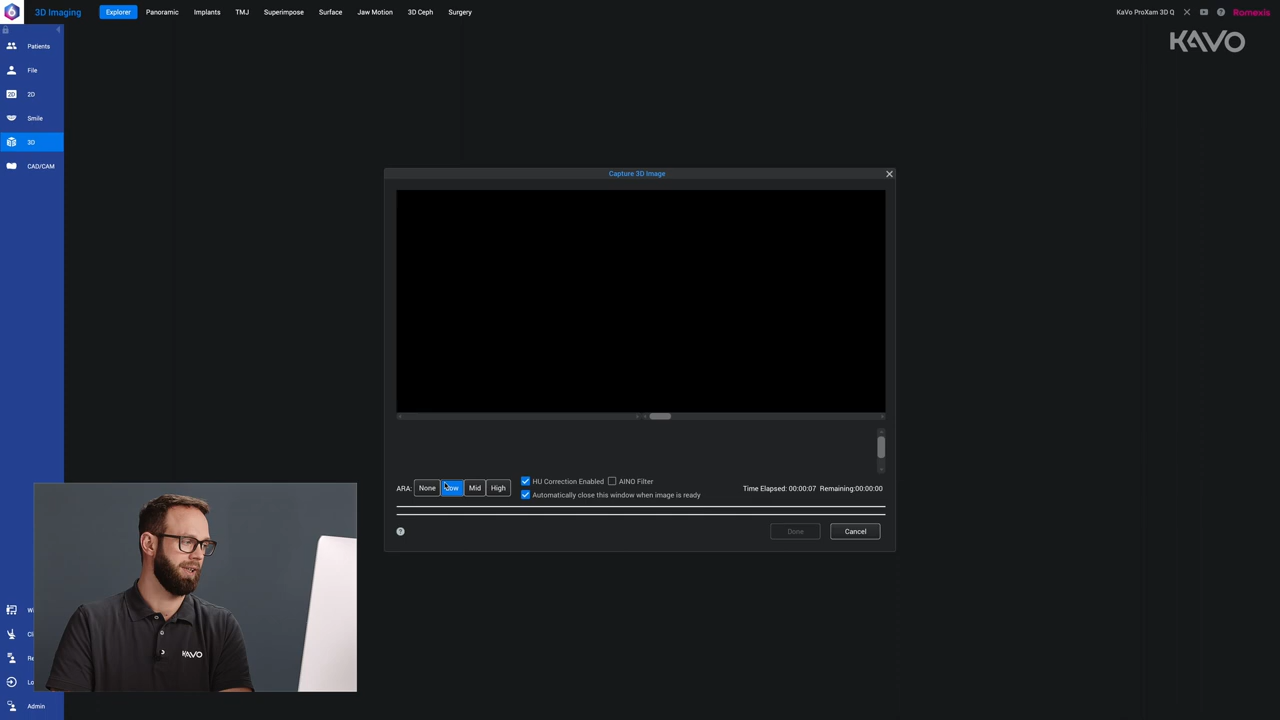 3D Imaging
Explorer
Panoramic
Implants
TMJ
Superimpose
Surface
Jaw Motion
3D Ceph
Surgery
KaVo ProXam 3D Q
Romexis
KAVO
Patients
File
2D
2D
Smile
3D
CAD/CAM
Capture 3D Image
ARA:
None
Low
Mid
High
HU Correction Enabled
AINO Filter
Automatically close this window when image is ready
Time Elapsed: 00:00:07 Remaining:00:00:00
Done
Cancel
KAVO
Admin